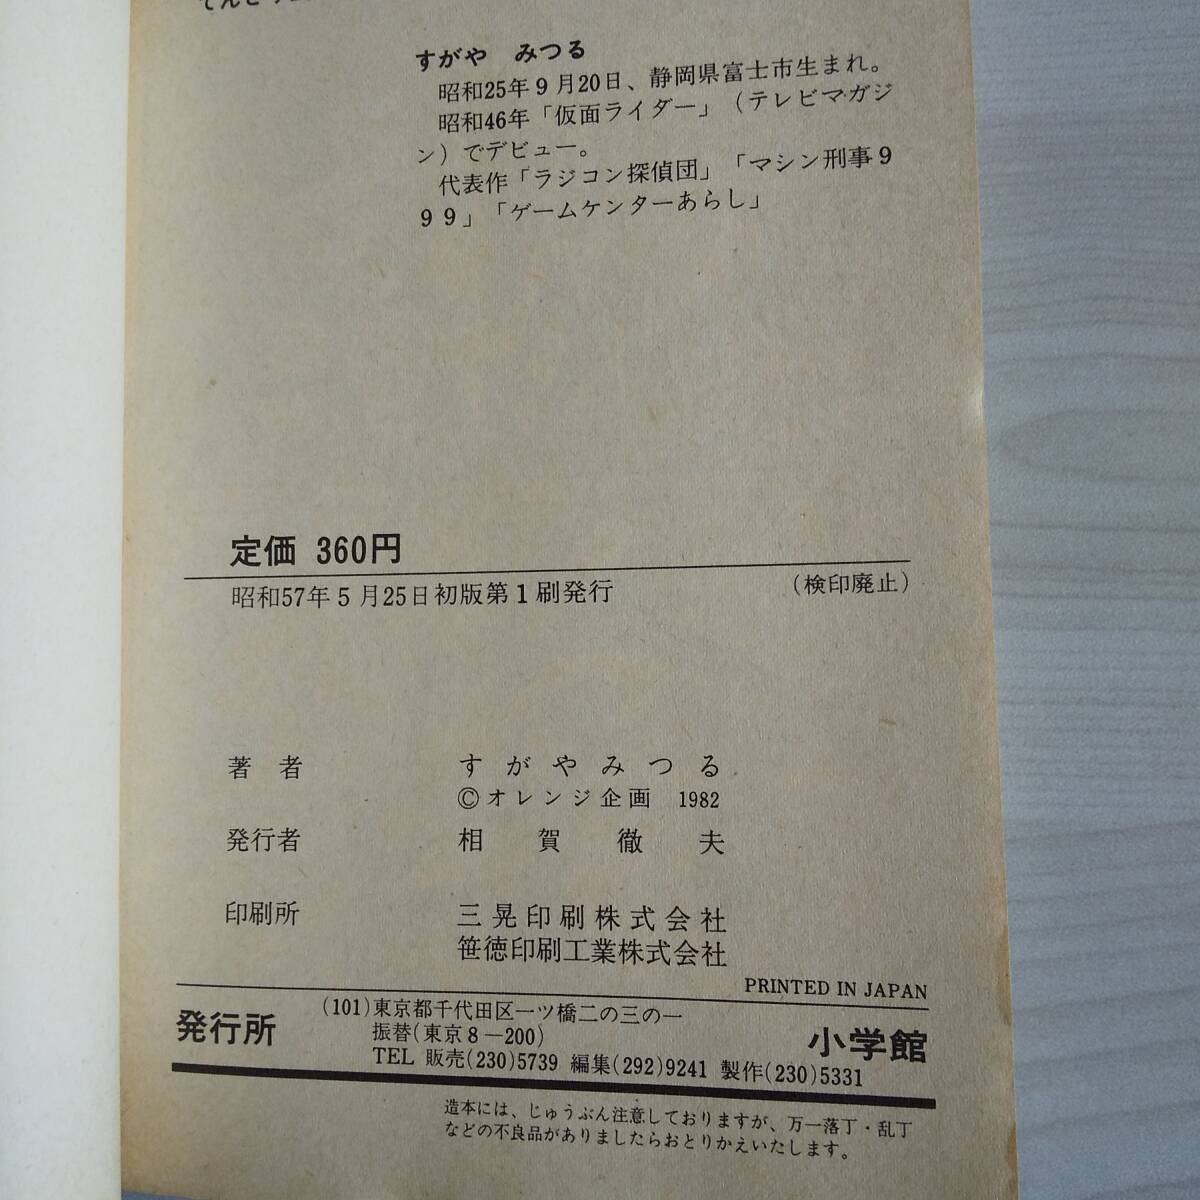 すがや みつる
昭和25年9月20日、静岡県富士市生まれ。
昭和46年「仮面ライダー」(テレビマガジ
ン)でデビュー。
代表作「ラジコン探偵団」「マシン刑事9
99」「ゲームケンターあらし」
定価 360円
昭和57年5月25日初版第1刷発行 (検印廃止)
著者 すがやみつる
©オレンジ企画 1982
発行者 相賀徹夫
印刷所 三晃印刷株式会社
笹徳印刷工業株式会社
PRINTED IN JAPAN
発行所 (101)東京都千代田区一ツ橋二の三の一 小学館
振替(東京8―200)
TEL 販売(230)5739 編集(292)9241 製作(230)5331
造本には、じゅうぶん注意しておりますが、万一落丁・乱丁
などの不良品がありましたらおとりかえいたします。